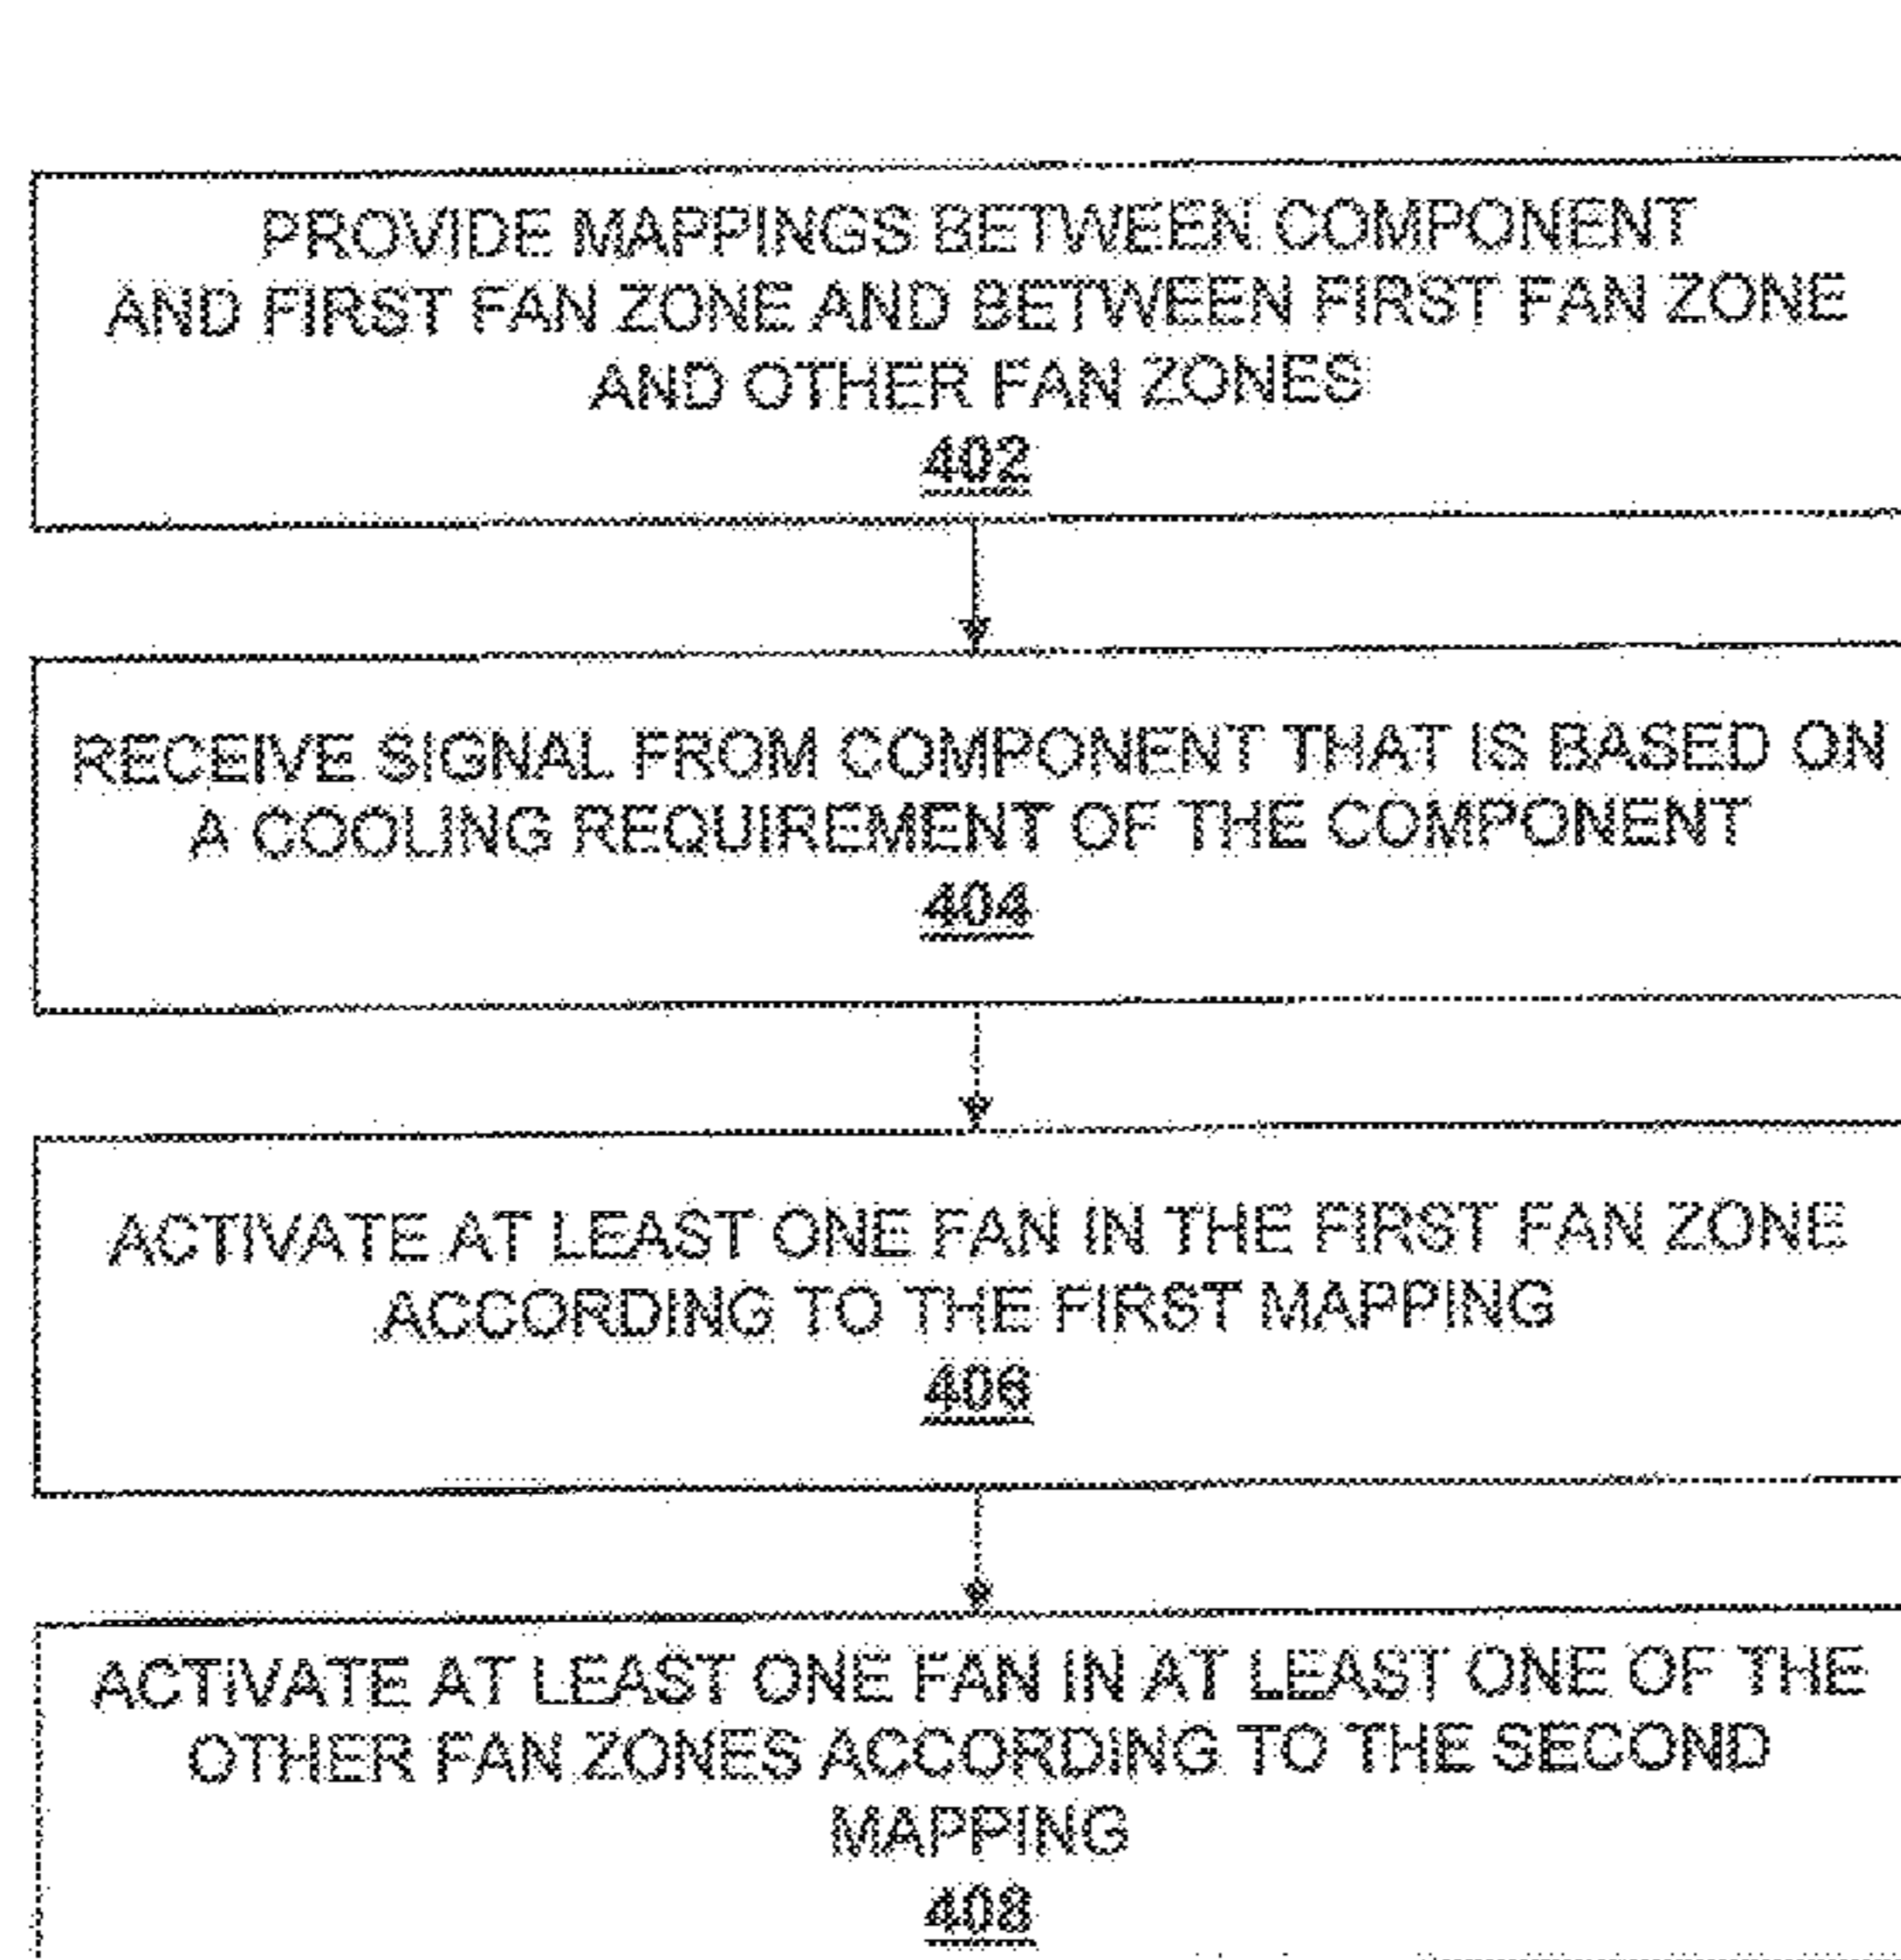 PROVIDE MAPPINGS BETWEEN COMPONENT
AND FIRST FAN ZONE AND BETWEEN FIRST FAN ZONE
AND OTHER FAN ZONES
402
RECEIVE SIGNAL FROM COMPONENT THAT IS BASED ON
A COOLING REQUIREMENT OF THE COMPONENT
404
ACTIVATE AT LEAST ONE FAN IN THE FIRST FAN ZONE
ACCORDING TO THE FIRST MAPPING
406
ACTIVATE AT LEAST ONE FAN IN AT LEAST ONE OF THE
OTHER FAN ZONES ACCORDING TO THE SECOND
MAPPING
408